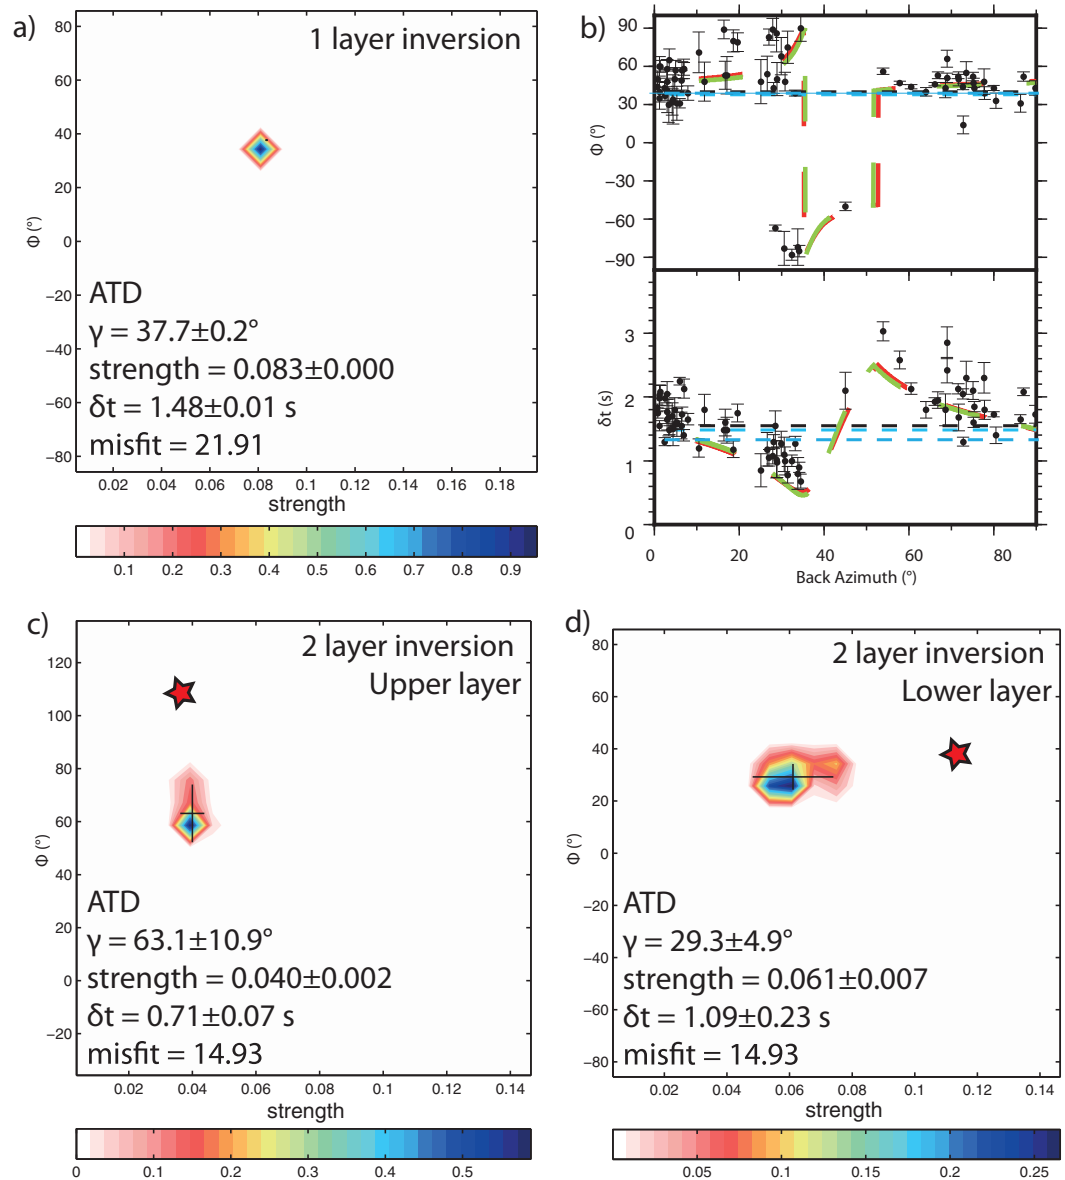 a)
1 layer inversion
80
60
40
20
0
−20
−40
−60
−80
Φ (°)
ATD
γ = 37.7±0.2°
strength = 0.083±0.000
δt = 1.48±0.01 s
misfit = 21.91
0.02 0.04 0.06 0.08 0.1 0.12 0.14 0.16 0.18
strength
0.1 0.2 0.3 0.4 0.5 0.6 0.7 0.8 0.9
b)
90
60
30
0
−30
−60
−90
Φ (°)
3
2
1
0
δt (s)
0 20 40 60 80
Back Azimuth (°)
c)
2 layer inversion
Upper layer
120
100
80
60
40
20
0
−20
Φ (°)
ATD
γ = 63.1±10.9°
strength = 0.040±0.002
δt = 0.71±0.07 s
misfit = 14.93
0.02 0.04 0.06 0.08 0.1 0.12 0.14
strength
0 0.1 0.2 0.3 0.4 0.5
d)
2 layer inversion
Lower layer
80
60
40
20
0
−20
−40
−60
−80
Φ (°)
ATD
γ = 29.3±4.9°
strength = 0.061±0.007
δt = 1.09±0.23 s
misfit = 14.93
0.02 0.04 0.06 0.08 0.1 0.12 0.14
strength
0.05 0.1 0.15 0.2 0.25